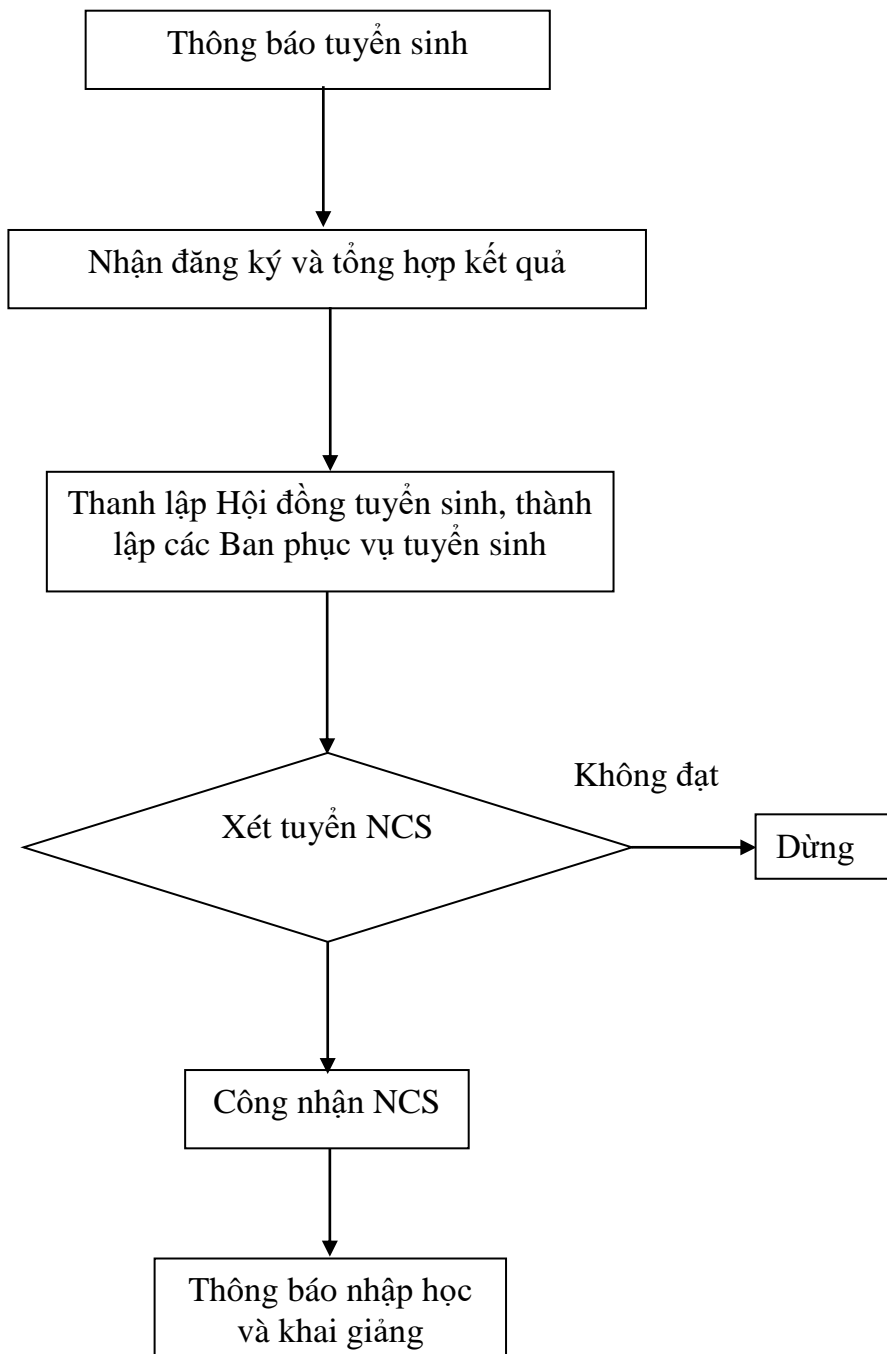 Thông báo tuyển sinh
Nhận đăng ký và tổng hợp kết quả
Thanh lập Hội đồng tuyển sinh, thành
lập các Ban phục vụ tuyển sinh
Không đạt
Xét tuyển NCS
Dừng
Công nhận NCS
Thông báo nhập học
và khai giảng